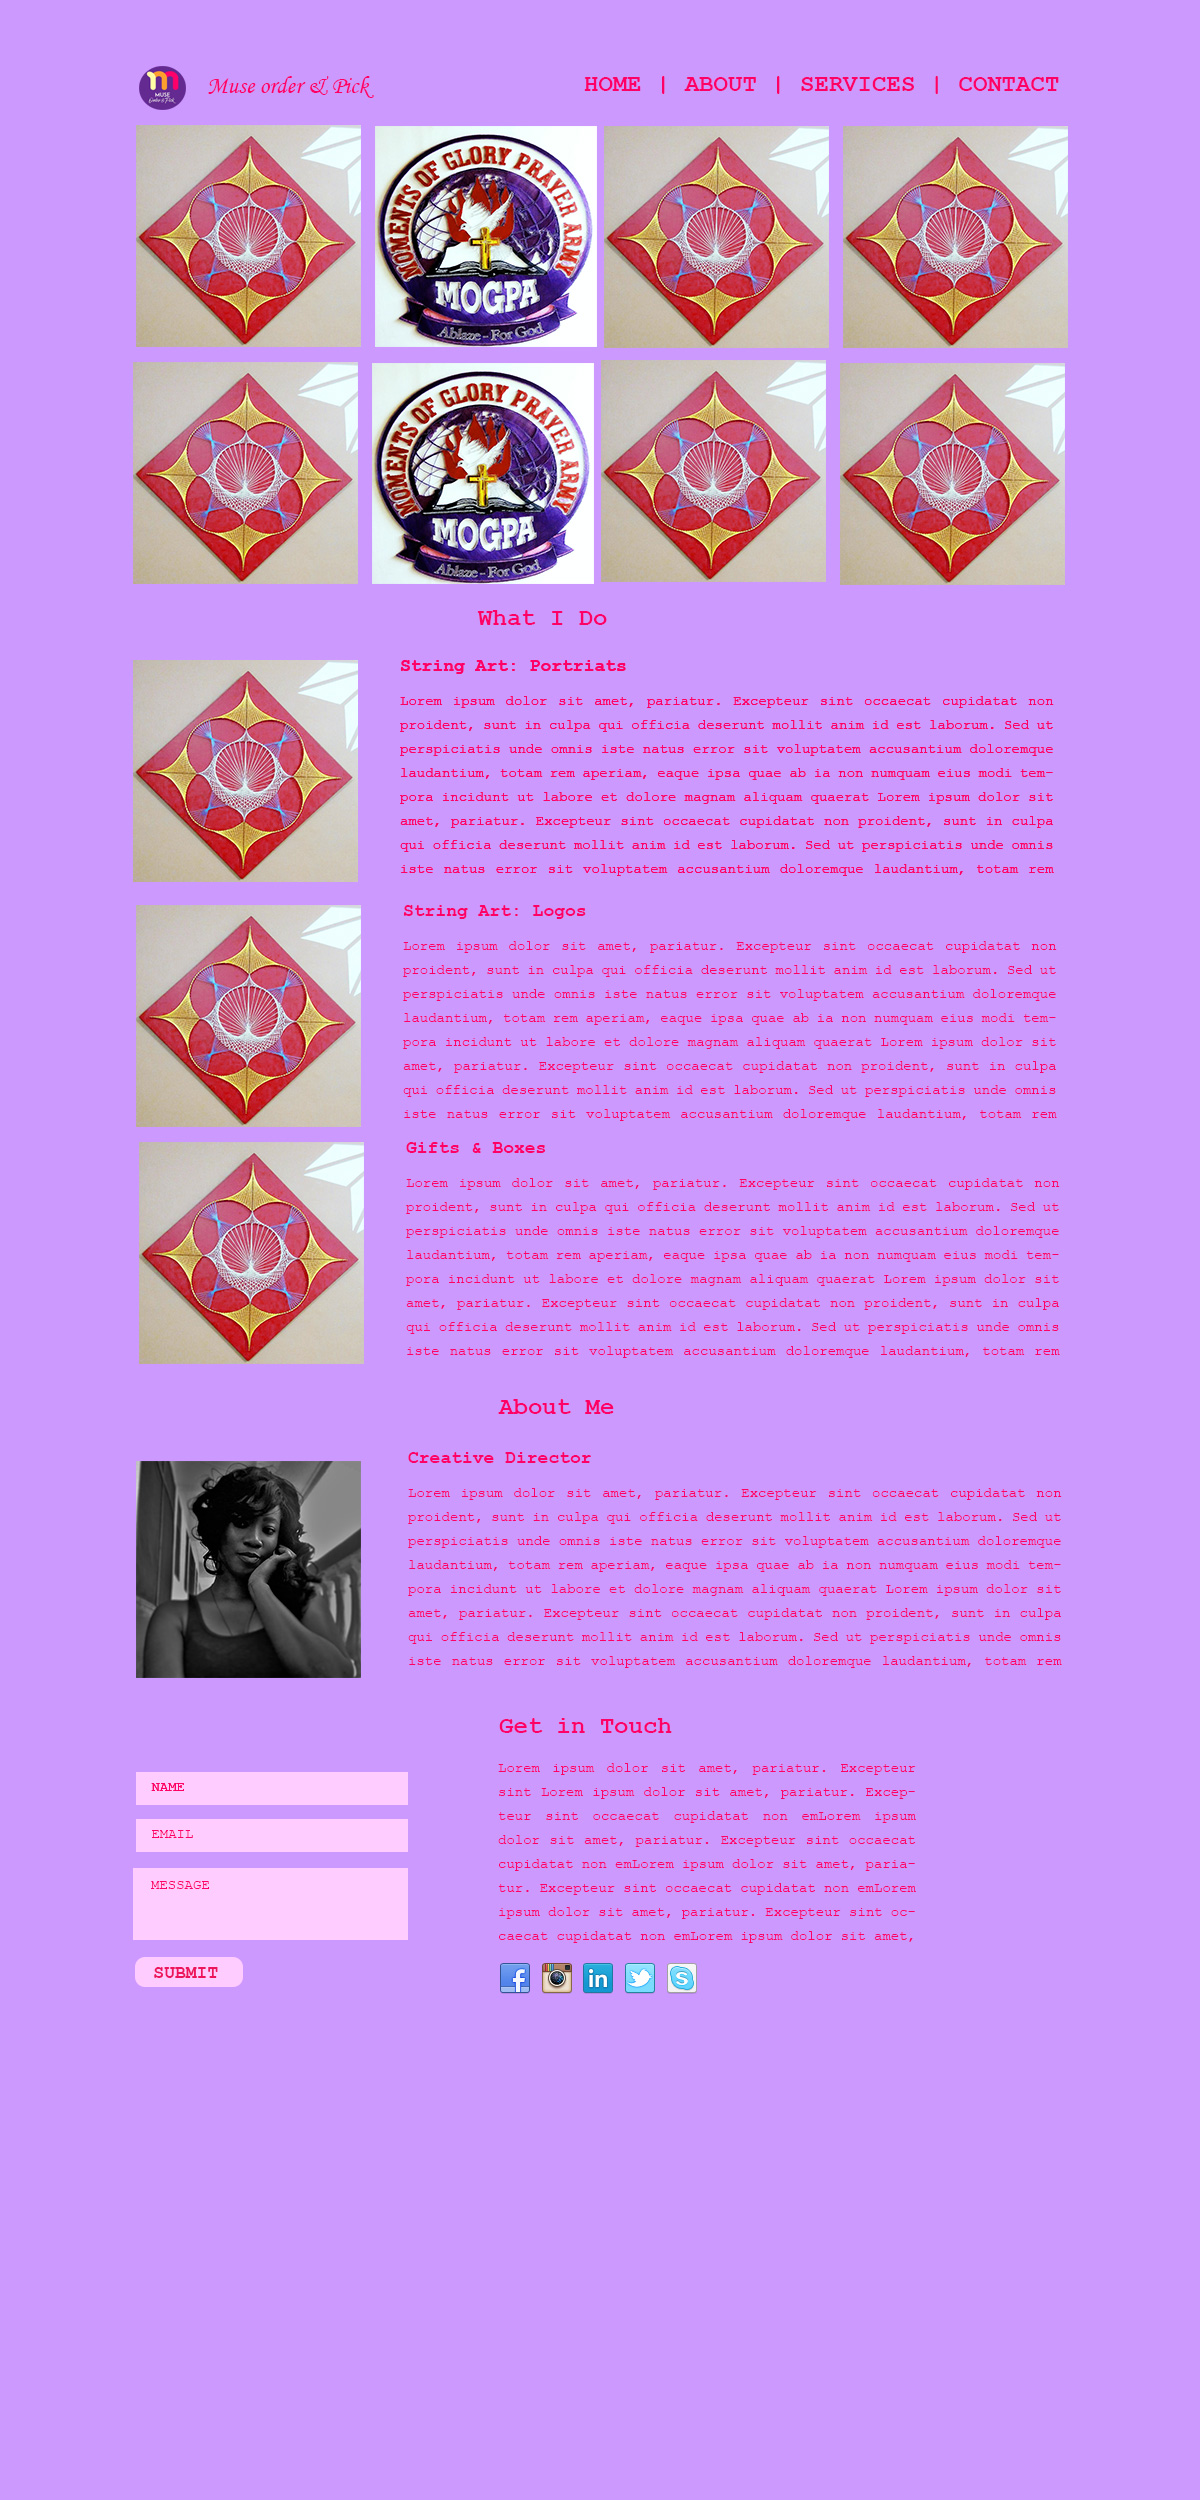 MUSE
Order & Pick
Muse order & Pick
HOME | ABOUT | SERVICES | CONTACT
MOMENTS OF GLORY PRAYER ARMY
MOGPA
Ablaze - For God
MOMENTS OF GLORY PRAYER ARMY
MOGPA
Ablaze - For God
What I Do
String Art: Portriats
Lorem ipsum dolor sit amet, pariatur. Excepteur sint occaecat cupidatat non
proident, sunt in culpa qui officia deserunt mollit anim id est laborum. Sed ut
perspiciatis unde omnis iste natus error sit voluptatem accusantium doloremque
laudantium, totam rem aperiam, eaque ipsa quae ab ia non numquam eius modi tem-
pora incidunt ut labore et dolore magnam aliquam quaerat Lorem ipsum dolor sit
amet, pariatur. Excepteur sint occaecat cupidatat non proident, sunt in culpa
qui officia deserunt mollit anim id est laborum. Sed ut perspiciatis unde omnis
iste natus error sit voluptatem accusantium doloremque laudantium, totam rem
String Art: Logos
Lorem ipsum dolor sit amet, pariatur. Excepteur sint occaecat cupidatat non
proident, sunt in culpa qui officia deserunt mollit anim id est laborum. Sed ut
perspiciatis unde omnis iste natus error sit voluptatem accusantium doloremque
laudantium, totam rem aperiam, eaque ipsa quae ab ia non numquam eius modi tem-
pora incidunt ut labore et dolore magnam aliquam quaerat Lorem ipsum dolor sit
amet, pariatur. Excepteur sint occaecat cupidatat non proident, sunt in culpa
qui officia deserunt mollit anim id est laborum. Sed ut perspiciatis unde omnis
iste natus error sit voluptatem accusantium doloremque laudantium, totam rem
Gifts & Boxes
Lorem ipsum dolor sit amet, pariatur. Excepteur sint occaecat cupidatat non
proident, sunt in culpa qui officia deserunt mollit anim id est laborum. Sed ut
perspiciatis unde omnis iste natus error sit voluptatem accusantium doloremque
laudantium, totam rem aperiam, eaque ipsa quae ab ia non numquam eius modi tem-
pora incidunt ut labore et dolore magnam aliquam quaerat Lorem ipsum dolor sit
amet, pariatur. Excepteur sint occaecat cupidatat non proident, sunt in culpa
qui officia deserunt mollit anim id est laborum. Sed ut perspiciatis unde omnis
iste natus error sit voluptatem accusantium doloremque laudantium, totam rem
About Me
Creative Director
Lorem ipsum dolor sit amet, pariatur. Excepteur sint occaecat cupidatat non
proident, sunt in culpa qui officia deserunt mollit anim id est laborum. Sed ut
perspiciatis unde omnis iste natus error sit voluptatem accusantium doloremque
laudantium, totam rem aperiam, eaque ipsa quae ab ia non numquam eius modi tem-
pora incidunt ut labore et dolore magnam aliquam quaerat Lorem ipsum dolor sit
amet, pariatur. Excepteur sint occaecat cupidatat non proident, sunt in culpa
qui officia deserunt mollit anim id est laborum. Sed ut perspiciatis unde omnis
iste natus error sit voluptatem accusantium doloremque laudantium, totam rem
Get in Touch
Lorem ipsum dolor sit amet, pariatur. Excepteur
sint Lorem ipsum dolor sit amet, pariatur. Excep-
teur sint occaecat cupidatat non emLorem ipsum
dolor sit amet, pariatur. Excepteur sint occaecat
cupidatat non emLorem ipsum dolor sit amet, paria-
tur. Excepteur sint occaecat cupidatat non emLorem
ipsum dolor sit amet, pariatur. Excepteur sint oc-
caecat cupidatat non emLorem ipsum dolor sit amet,
NAME
EMAIL
MESSAGE
SUBMIT